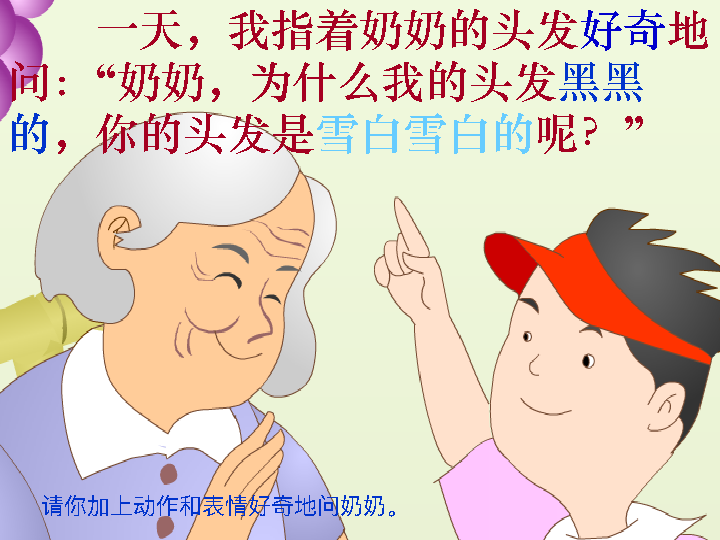 一天，我指着奶奶的头发好奇地
问：“奶奶，为什么我的头发黑黑
的，你的头发是雪白雪白的呢？”
请你加上动作和表情好奇地问奶奶。